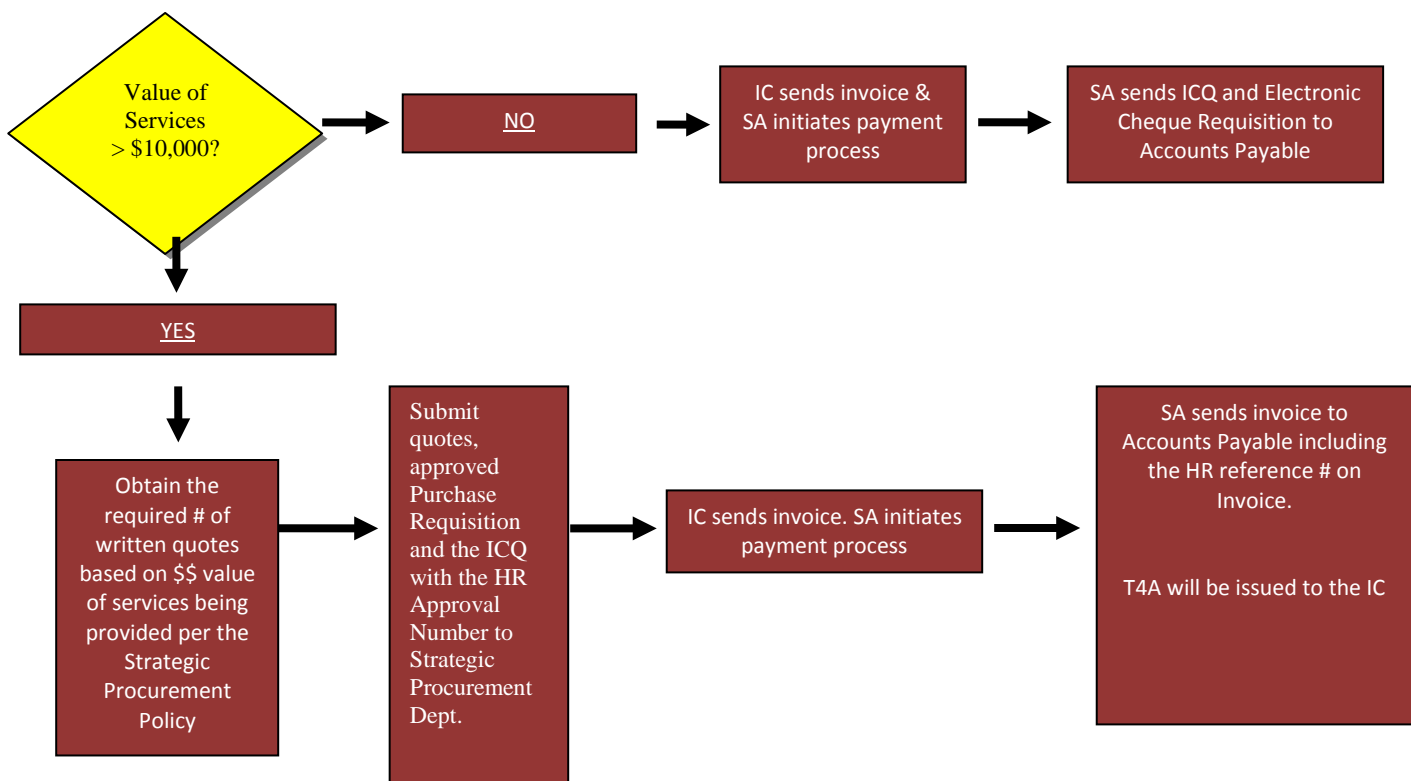 Value of
Services
> $10,000?
NO
IC sends invoice &
SA initiates payment
process
SA sends ICQ and Electronic
Cheque Requisition to
Accounts Payable
YES
Obtain the
required # of
written quotes
based on $$ value
of services being
provided per the
Strategic
Procurement
Policy
Submit
quotes,
approved
Purchase
Requisition
and the ICQ
with the HR
Approval
Number to
Strategic
Procurement
Dept.
IC sends invoice. SA initiates
payment process
SA sends invoice to
Accounts Payable including
the HR reference # on
Invoice.
T4A will be issued to the IC